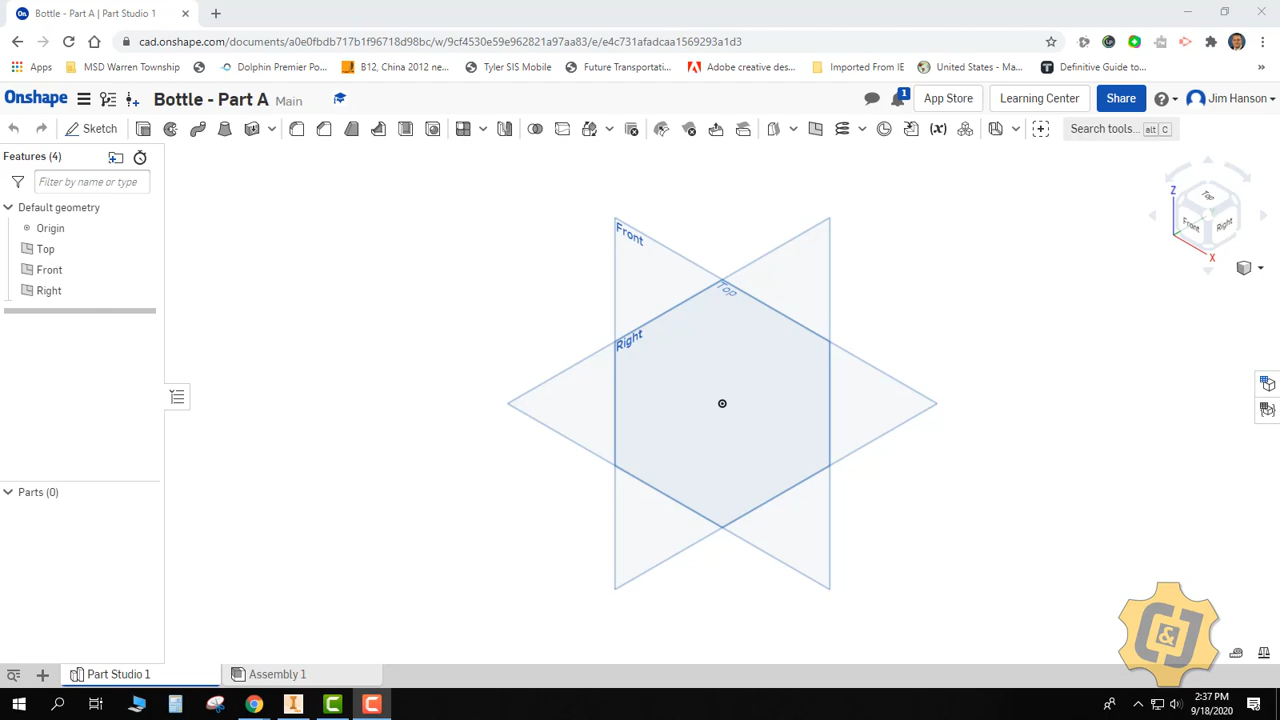 On Bottle - Part A | Part Studio 1
cad.onshape.com/documents/a0e0fbdb717b1f96718d98bc/w/9cf4530e59e962821a97aa83/e/e4c731afadcaa1569293a1d3
Apps MSD Warren Township Dolphin Premier Po... B12, China 2012 ne... Tyler SIS Mobile Future Transportati... Adobe creative des... Imported From IE United States - Ma... Definitive Guide to... »
Onshape Bottle - Part A Main 1 App Store Learning Center Share Jim Hanson
Sketch (x) Search tools... alt C
Features (4)
Filter by name or type
Default geometry
Origin
Top
Front
Right
Parts (0)
Front
Top
Right
Top
Z
Front Right
X
C&J
Part Studio 1 Assembly 1
2:37 PM
9/18/2020